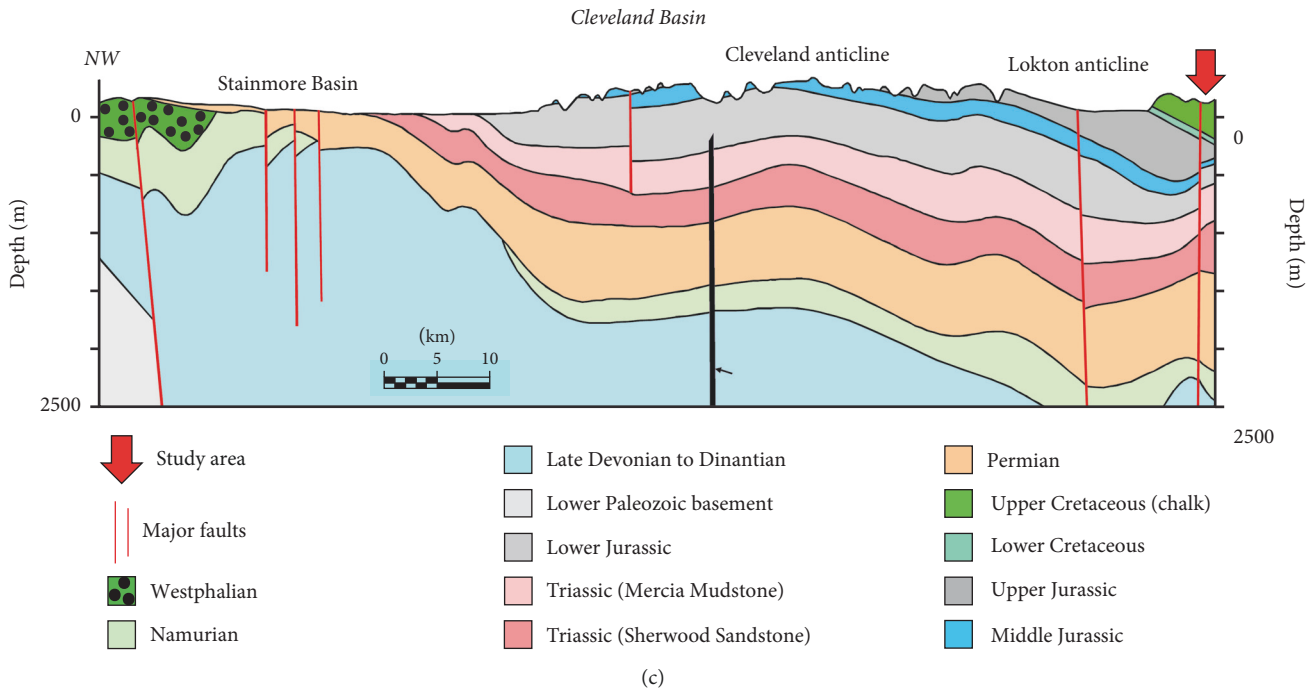 Cleveland Basin
NW
Stainmore Basin
Cleveland anticline
Lokton anticline
0
0
Depth (m)
Depth (m)
(km)
0 5 10
2500
2500
Study area
Major faults
Westphalian
Namurian
Late Devonian to Dinantian
Lower Paleozoic basement
Lower Jurassic
Triassic (Mercia Mudstone)
Triassic (Sherwood Sandstone)
Permian
Upper Cretaceous (chalk)
Lower Cretaceous
Upper Jurassic
Middle Jurassic
(c)